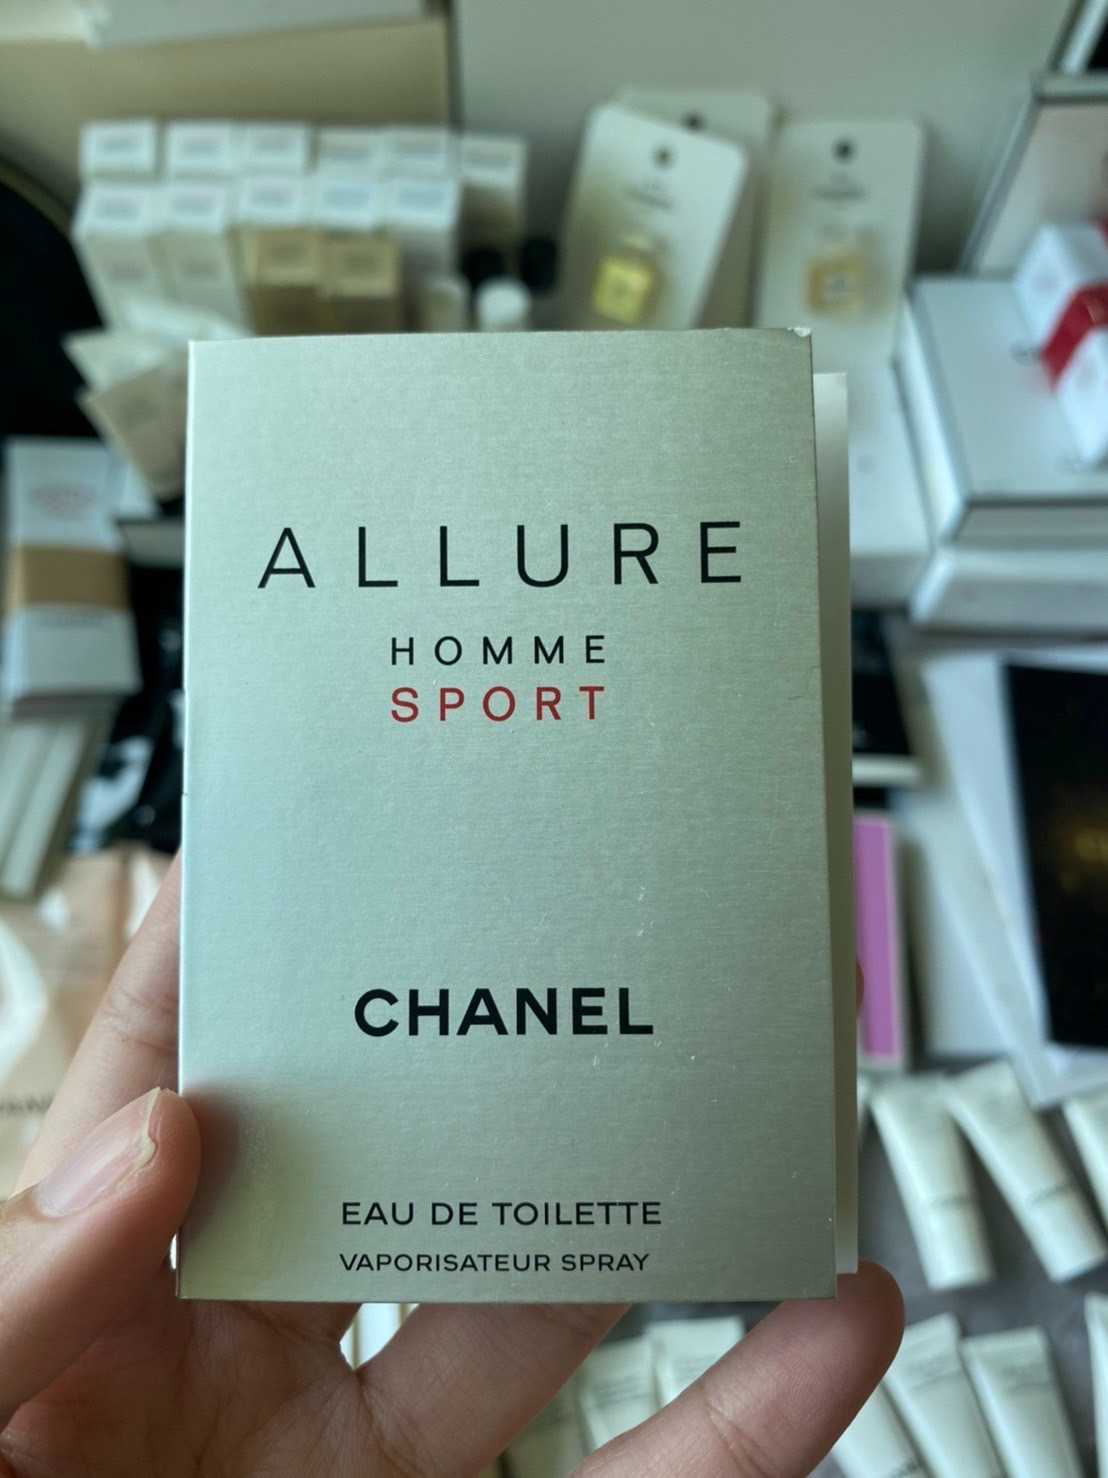 ALLURE
HOMME
SPORT
CHANEL
EAU DE TOILETTE
VAPORISATEUR SPRAY